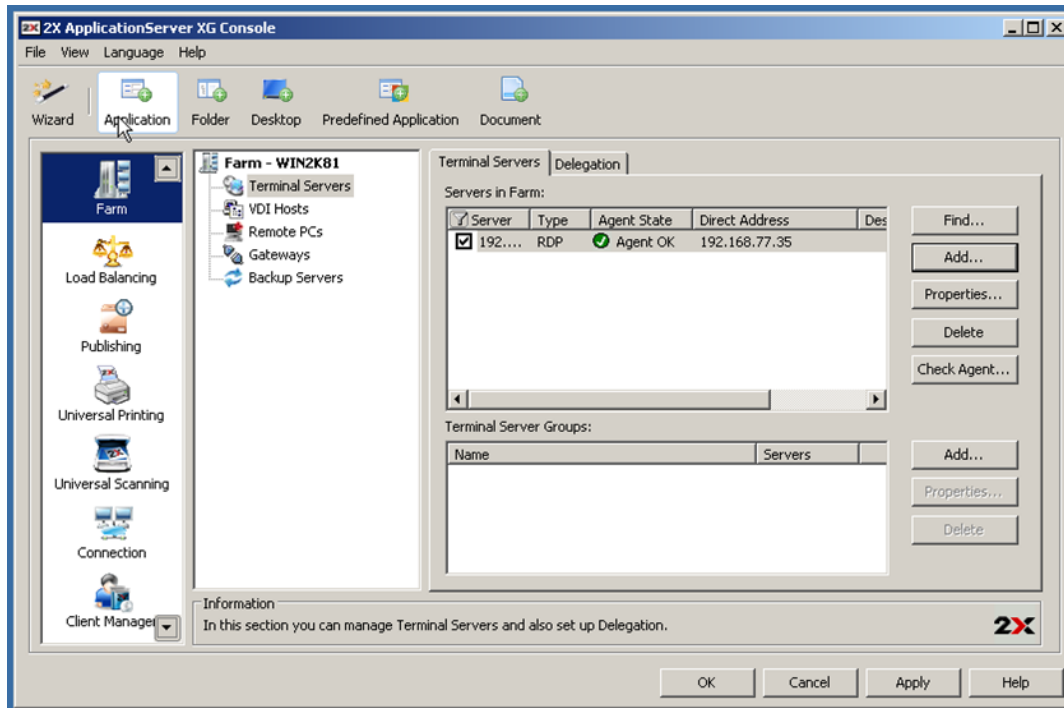 2X ApplicationServer XG Console
File View Language Help
Wizard Application Folder Desktop Predefined Application Document
Farm
Load Balancing
Publishing
Universal Printing
Universal Scanning
Connection
Client Manager
Farm - WIN2K81
Terminal Servers
VDI Hosts
Remote PCs
Gateways
Backup Servers
Terminal Servers Delegation
Servers in Farm:
Server Type Agent State Direct Address Des
192.... RDP Agent OK 192.168.77.35
Find...
Add...
Properties...
Delete
Check Agent...
Terminal Server Groups:
Name Servers
Add...
Properties...
Delete
Information
In this section you can manage Terminal Servers and also set up Delegation.
2X
OK Cancel Apply Help